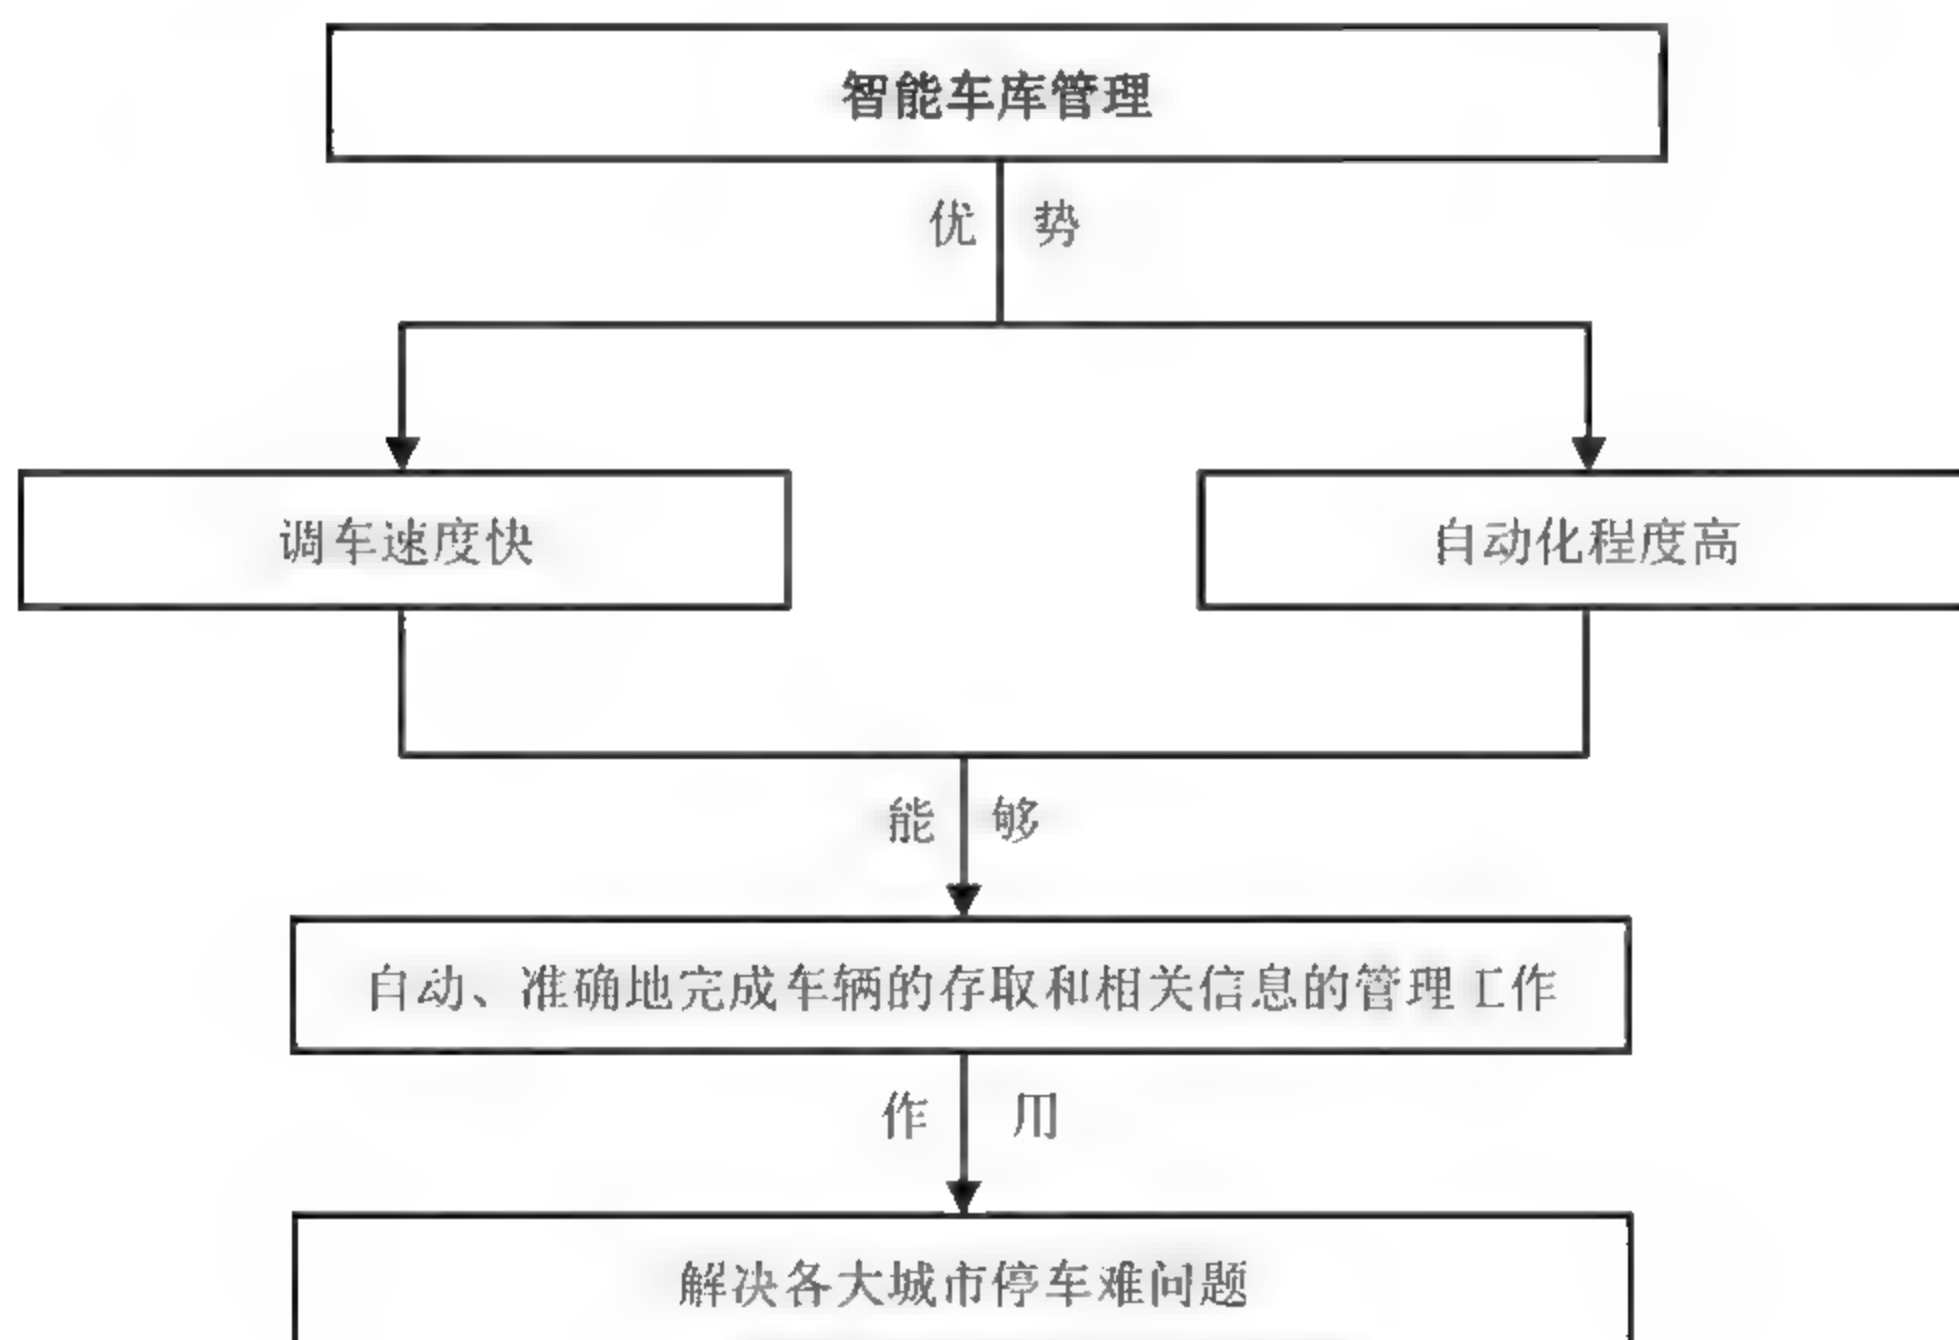 智能车库管理
优 势
调车速度快
自动化程度高
能 够
自动、准确地完成车辆的存取和相关信息的管理工作
作 用
解决各大城市停车难问题